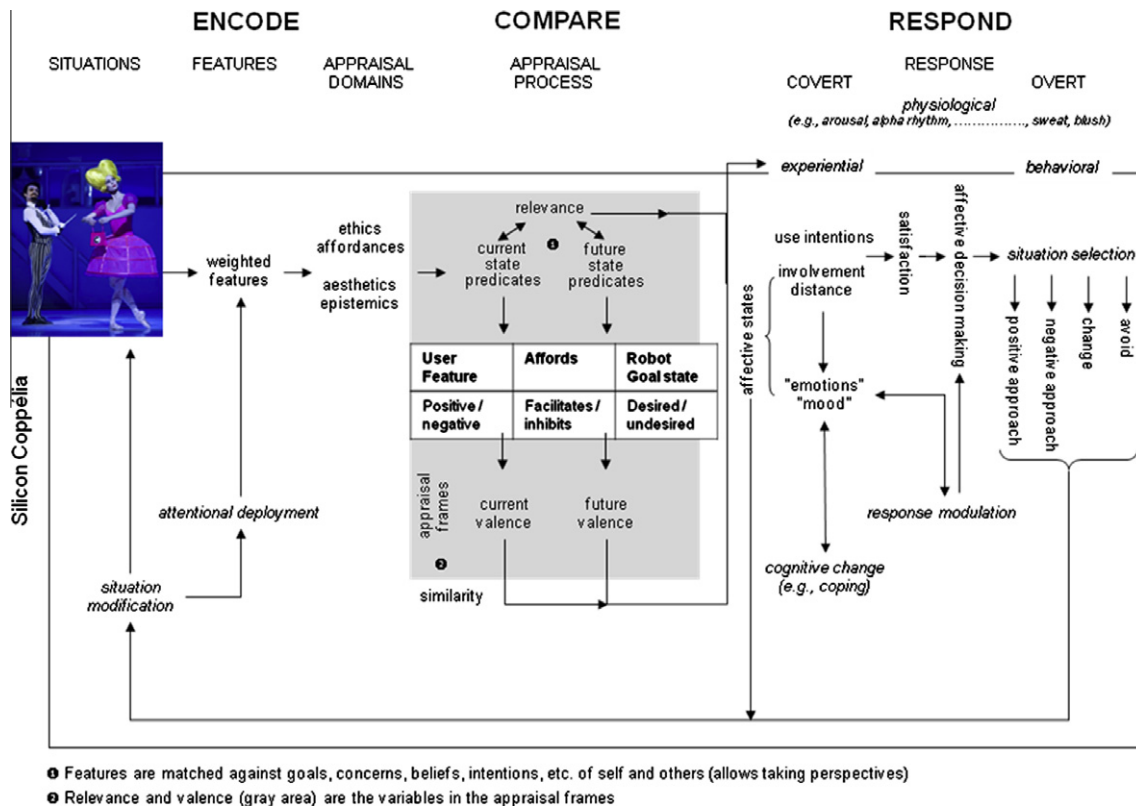 ENCODE
COMPARE
RESPOND
SITUATIONS
FEATURES
APPRAISAL
DOMAINS
APPRAISAL
PROCESS
RESPONSE
COVERT
OVERT
physiological
(e.g., arousal, alpha rhythm, ................, sweat, blush)
experiential
behavioral
Silicon Coppélia
weighted
features
ethics
affordances
aesthetics
epistemics
relevance
current
state
predicates
❶
future
state
predicates
User
Feature
Affords
Robot
Goal state
Positive /
negative
Facilitates /
inhibits
Desired /
undesired
appraisal
frames
current
valence
future
valence
❷
similarity
affective states
use intentions
involvement
distance
satisfaction
affective decision making
situation selection
positive approach
negative approach
change
avoid
"emotions"
"mood"
response modulation
cognitive change
(e.g., coping)
attentional deployment
situation
modification
❶ Features are matched against goals, concerns, beliefs, intentions, etc. of self and others (allows taking perspectives)
❷ Relevance and valence (gray area) are the variables in the appraisal frames